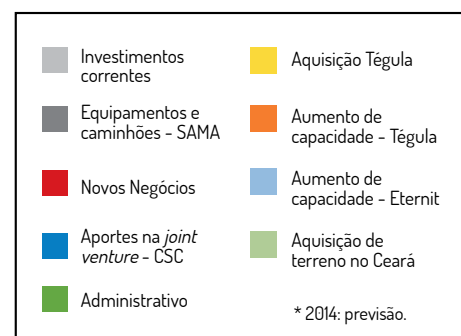 Investimentos
correntes
Equipamentos e
caminhões - SAMA
Novos Negócios
Aportes na joint
venture - CSC
Administrativo
Aquisição Tégula
Aumento de
capacidade - Tégula
Aumento de
capacidade - Eternit
Aquisição de
terreno no Ceará
* 2014: previsão.